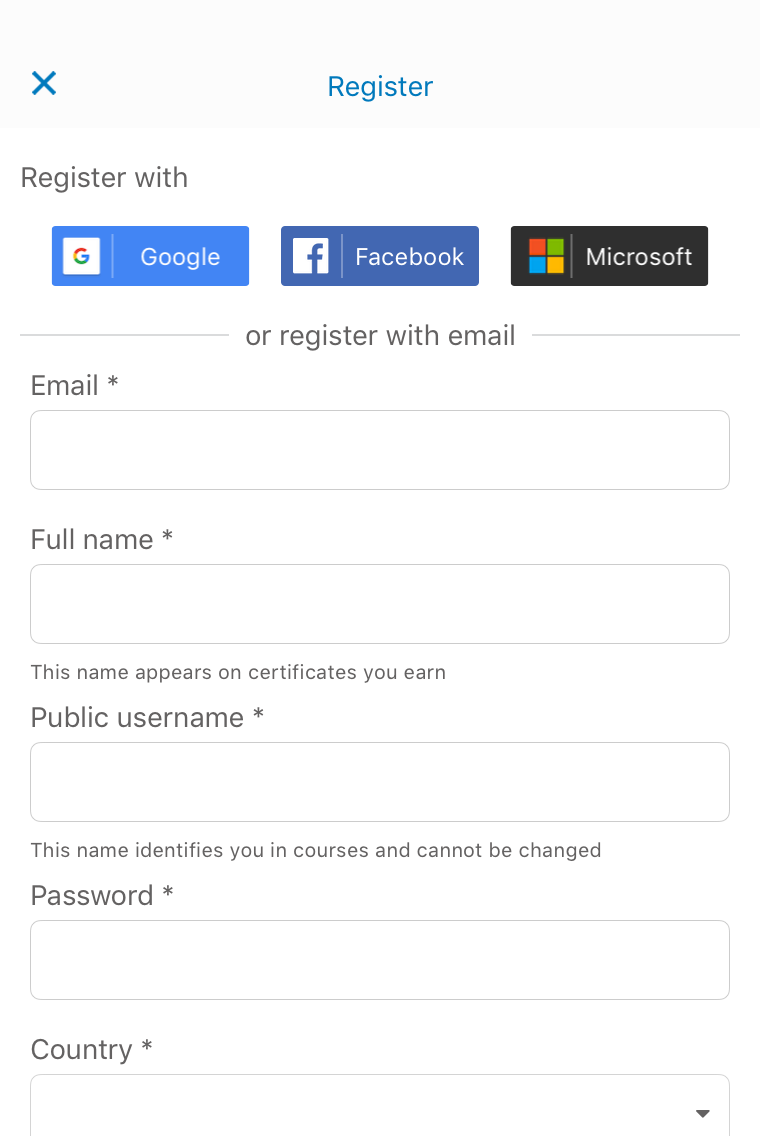 Register
Register with
G Google
f Facebook
Microsoft
or register with email
Email *
Full name *
This name appears on certificates you earn
Public username *
This name identifies you in courses and cannot be changed
Password *
Country *